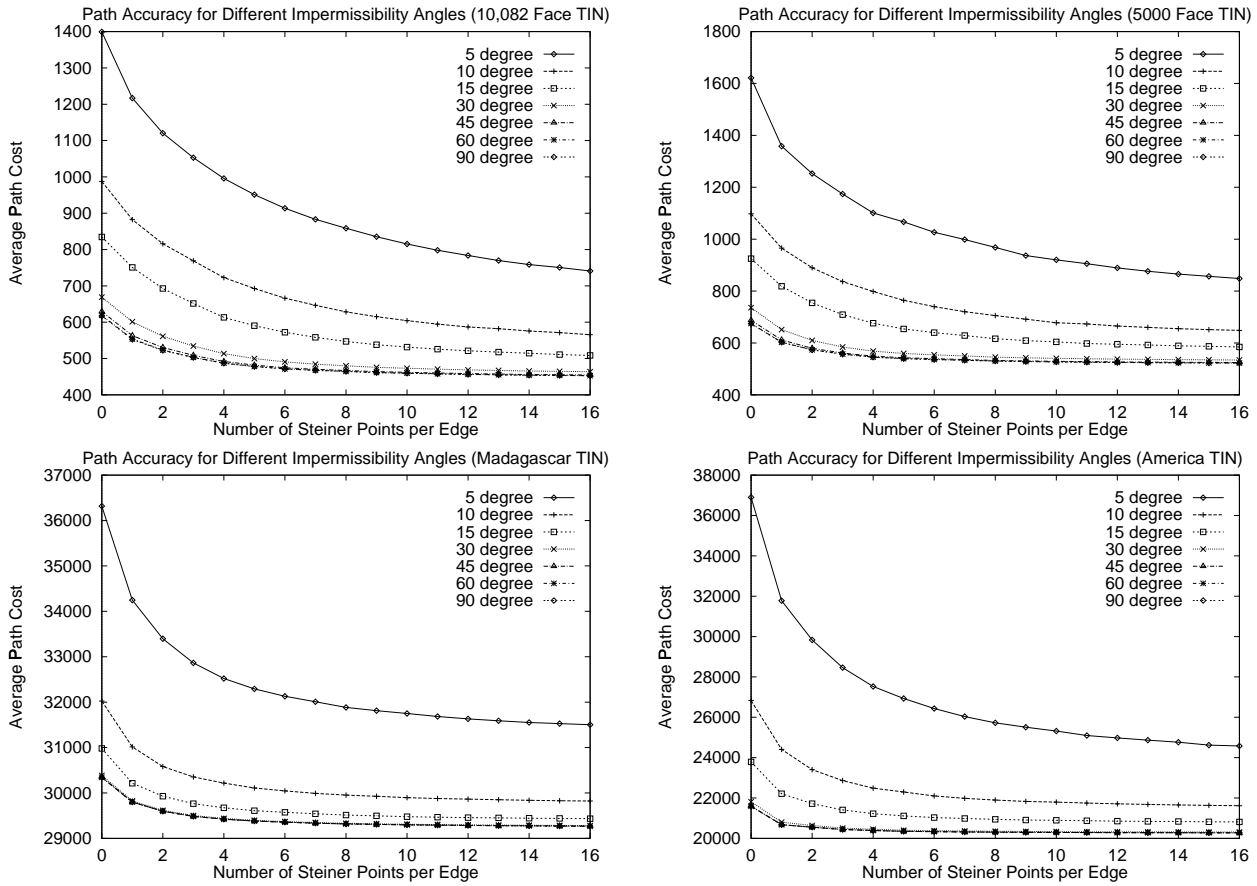 Path Accuracy for Different Impermissibility Angles (10,082 Face TIN)
1400
1300
1200
1100
1000
900
800
700
600
500
400
0 2 4 6 8 10 12 14 16
Average Path Cost
Number of Steiner Points per Edge
5 degree
10 degree
15 degree
30 degree
45 degree
60 degree
90 degree
Path Accuracy for Different Impermissibility Angles (5000 Face TIN)
1800
1600
1400
1200
1000
800
600
400
0 2 4 6 8 10 12 14 16
Average Path Cost
Number of Steiner Points per Edge
5 degree
10 degree
15 degree
30 degree
45 degree
60 degree
90 degree
Path Accuracy for Different Impermissibility Angles (Madagascar TIN)
37000
36000
35000
34000
33000
32000
31000
30000
29000
0 2 4 6 8 10 12 14 16
Average Path Cost
Number of Steiner Points per Edge
5 degree
10 degree
15 degree
30 degree
45 degree
60 degree
90 degree
Path Accuracy for Different Impermissibility Angles (America TIN)
38000
36000
34000
32000
30000
28000
26000
24000
22000
20000
0 2 4 6 8 10 12 14 16
Average Path Cost
Number of Steiner Points per Edge
5 degree
10 degree
15 degree
30 degree
45 degree
60 degree
90 degree